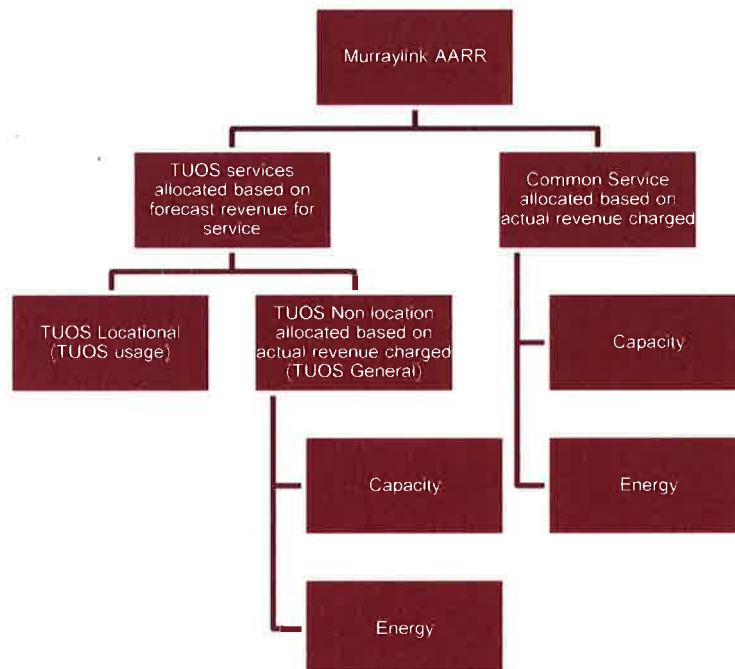 Murraylink AARR
TUOS services
allocated based on
forecast revenue for
service
Common Service
allocated based on
actual revenue charged
TUOS Locational
(TUOS usage)
TUOS Non location
allocated based on
actual revenue charged
(TUOS General)
Capacity
Energy
Capacity
Energy